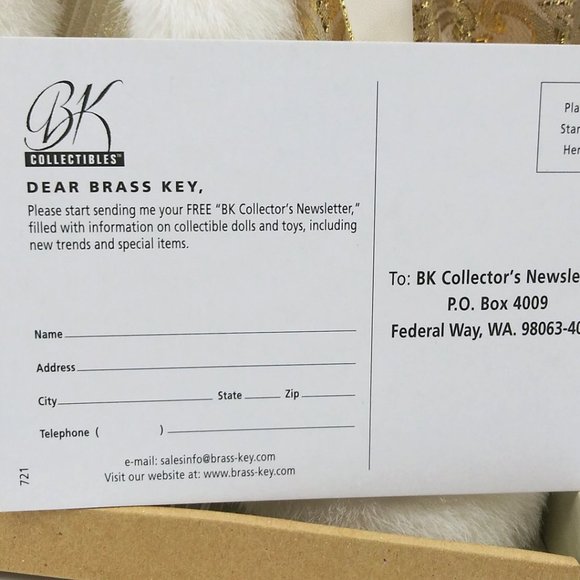 BK
COLLECTIBLES™
DEAR BRASS KEY,
Please start sending me your FREE “BK Collector’s Newsletter,”
filled with information on collectible dolls and toys, including
new trends and special items.
Name
Address
City State Zip
Telephone ( )
e-mail: salesinfo@brass-key.com
Visit our website at: www.brass-key.com
721
Pla
Star
Her
To: BK Collector’s Newsle
P.O. Box 4009
Federal Way, WA. 98063-40